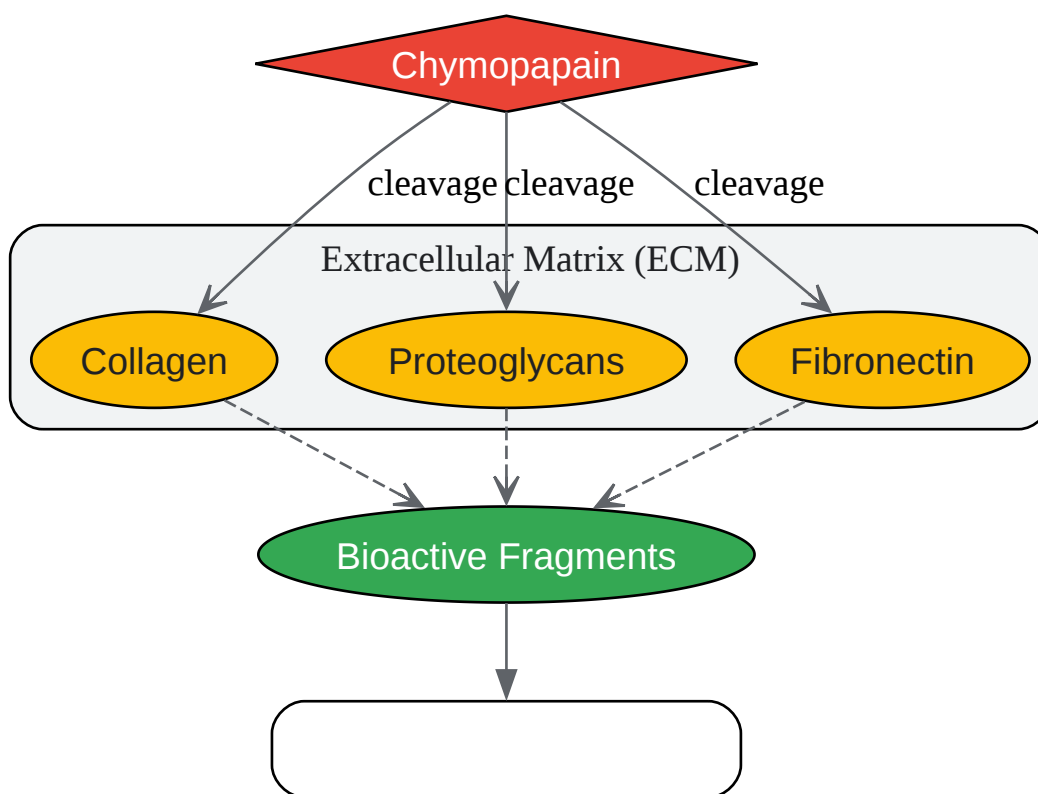 Chymopapain
cleavage cleavage cleavage
Extracellular Matrix (ECM)
Collagen
Proteoglycans
Fibronectin
Bioactive Fragments